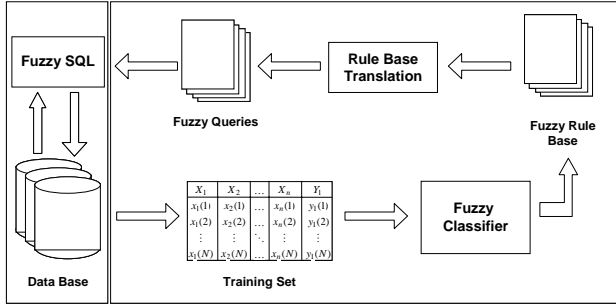 Fuzzy SQL
Rule Base
Translation
Fuzzy Queries
Fuzzy Rule
Base
X₁ X₂ … Xₙ Y₁
x₁(1) x₂(1) … xₙ(1) y₁(1)
x₁(2) x₂(2) … xₙ(2) y₁(2)
⋮ ⋮ ⋱ ⋮ ⋮
x₁(N) x₂(N) … xₙ(N) y₁(N)
Fuzzy
Classifier
Data Base
Training Set